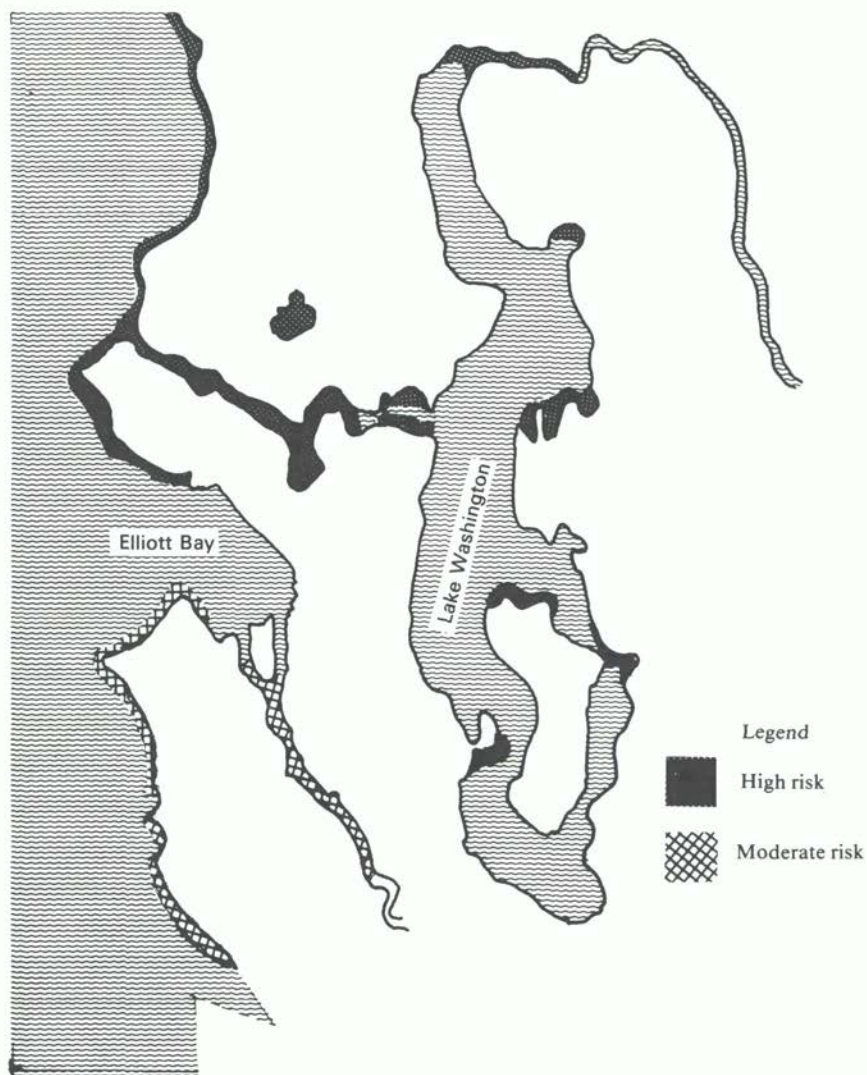 Elliott Bay
Lake Washington
Legend
High risk
Moderate risk